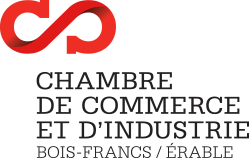 CHAMBRE
DE COMMERCE
ET D'INDUSTRIE
BOIS-FRANCS / ÉRABLE